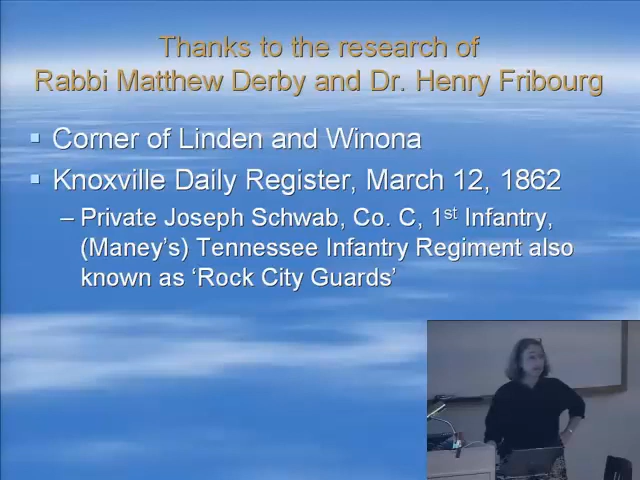 Thanks to the research of
Rabbi Matthew Derby and Dr. Henry Fribourg
▪ Corner of Linden and Winona
▪ Knoxville Daily Register, March 12, 1862
– Private Joseph Schwab, Co. C, 1st Infantry,
(Maney's) Tennessee Infantry Regiment also
known as ‘Rock City Guards’